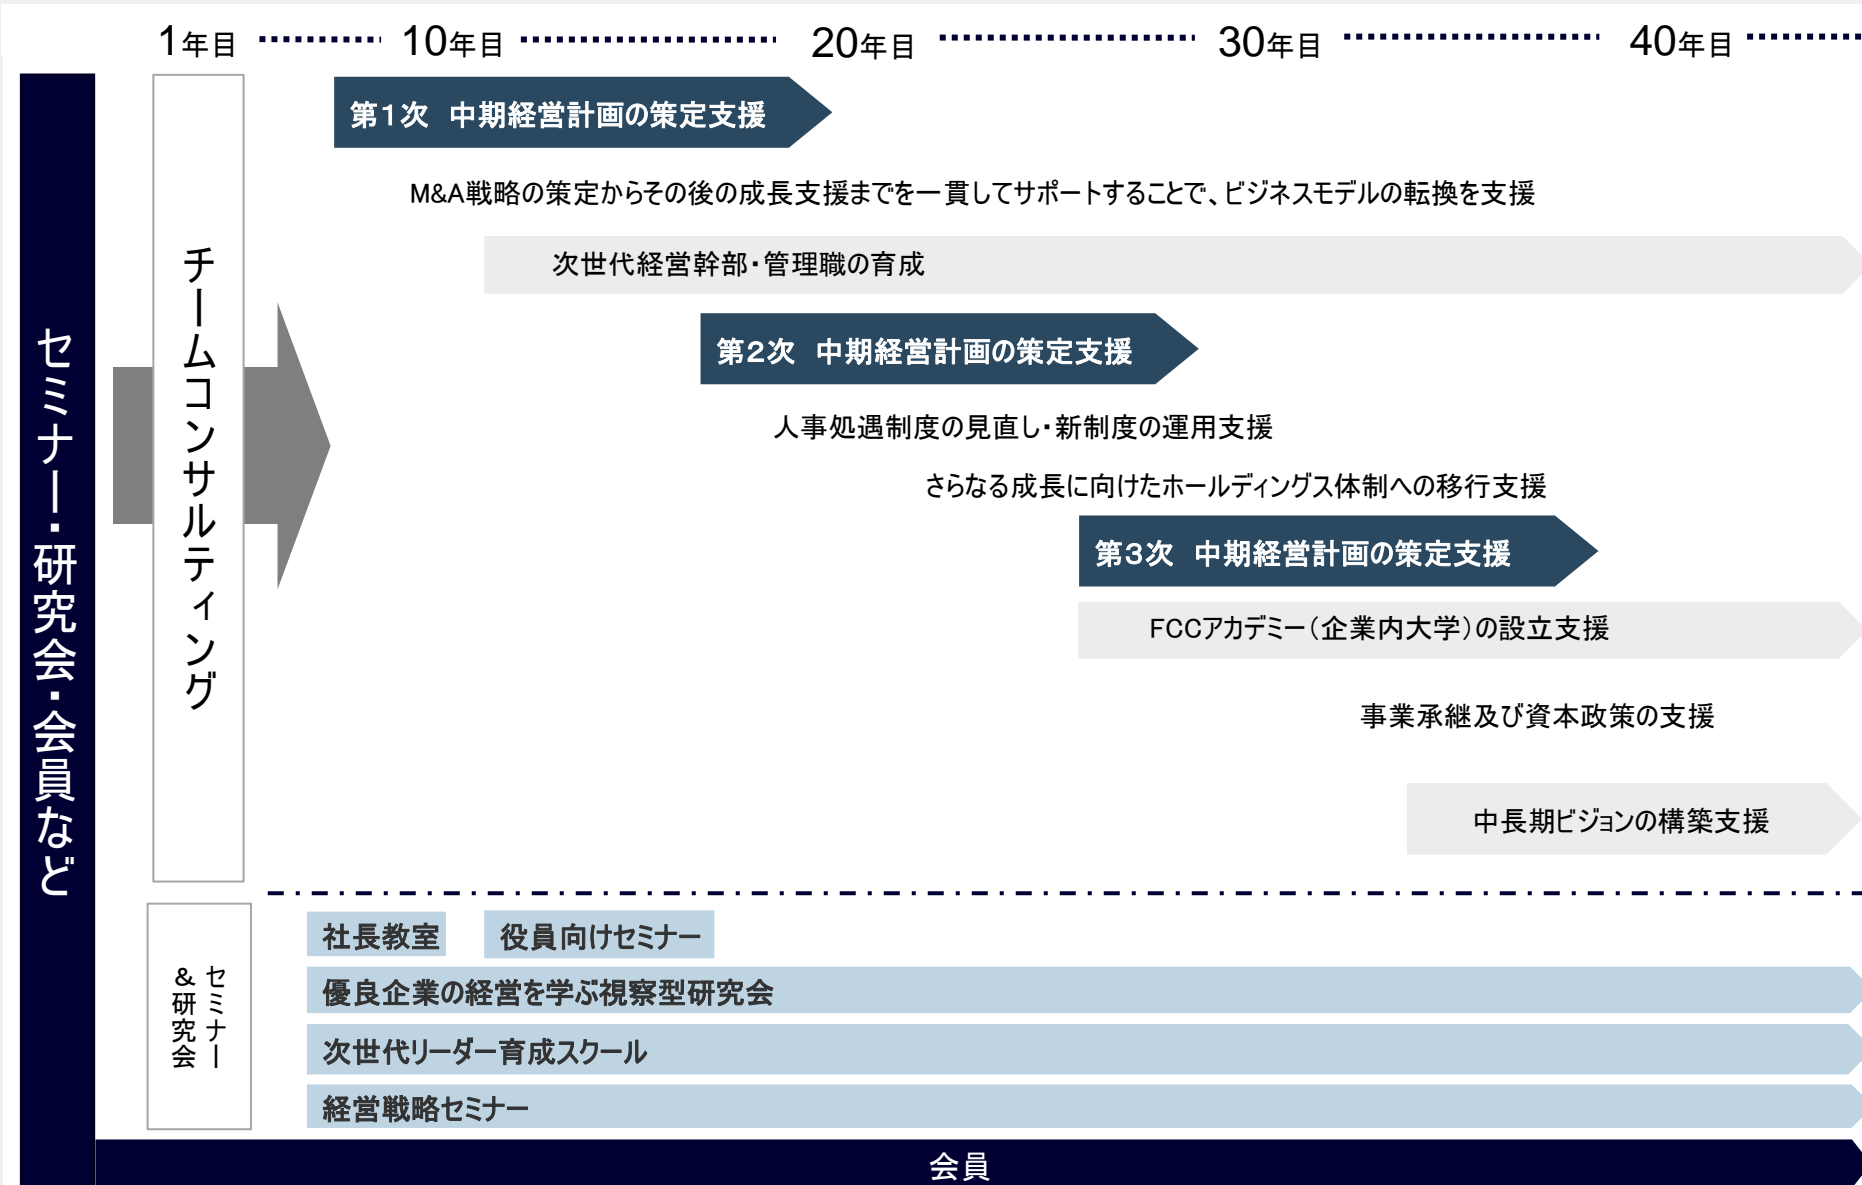 1年目
10年目
20年目
30年目
40年目
セミナー・研究会・会員など
チームコンサルティング
第1次 中期経営計画の策定支援
M&A戦略の策定からその後の成長支援までを一貫してサポートすることで、ビジネスモデルの転換を支援
次世代経営幹部・管理職の育成
第2次 中期経営計画の策定支援
人事処遇制度の見直し・新制度の運用支援
さらなる成長に向けたホールディングス体制への移行支援
第3次 中期経営計画の策定支援
FCCアカデミー(企業内大学)の設立支援
事業承継及び資本政策の支援
中長期ビジョンの構築支援
セミナー
&研究会
社長教室
役員向けセミナー
優良企業の経営を学ぶ視察型研究会
次世代リーダー育成スクール
経営戦略セミナー
会員